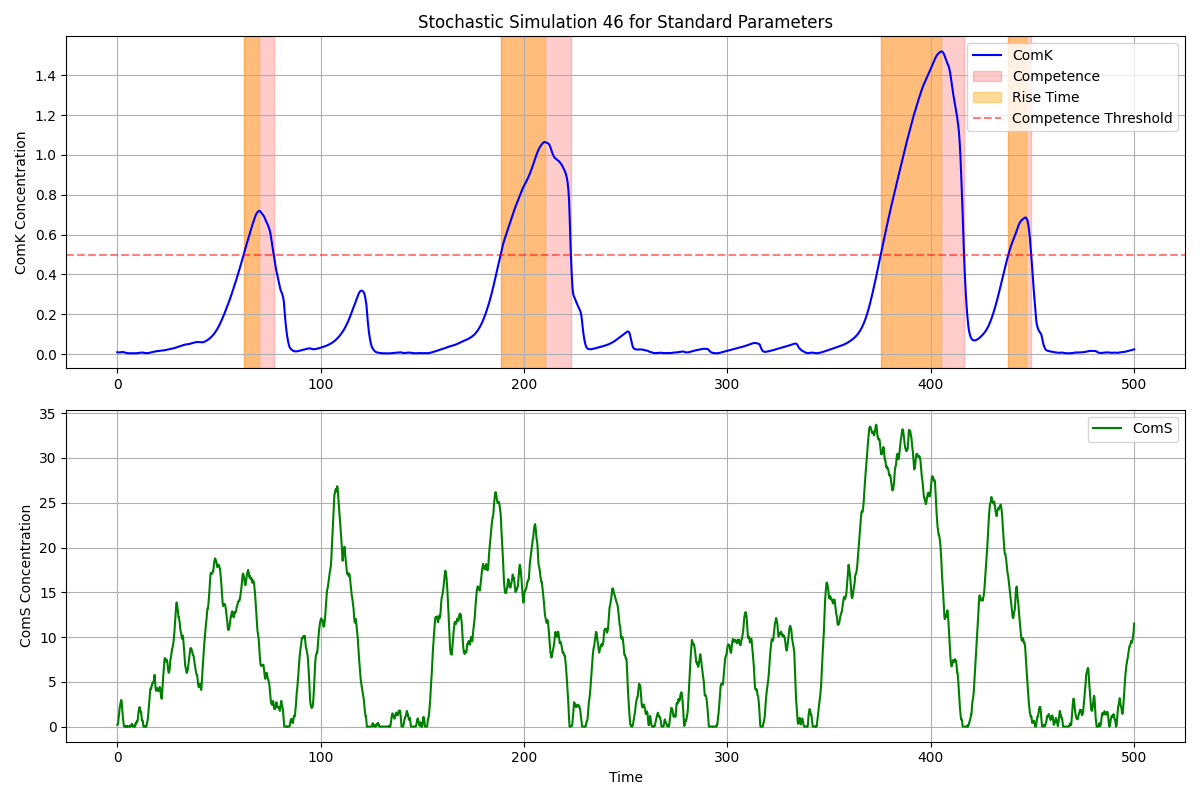 Stochastic Simulation 46 for Standard Parameters
ComK Concentration
1.4
1.2
1.0
0.8
0.6
0.4
0.2
0.0
ComK
Competence
Rise Time
Competence Threshold
0 100 200 300 400 500
ComS Concentration
35
30
25
20
15
10
5
0
ComS
0 100 200 300 400 500
Time